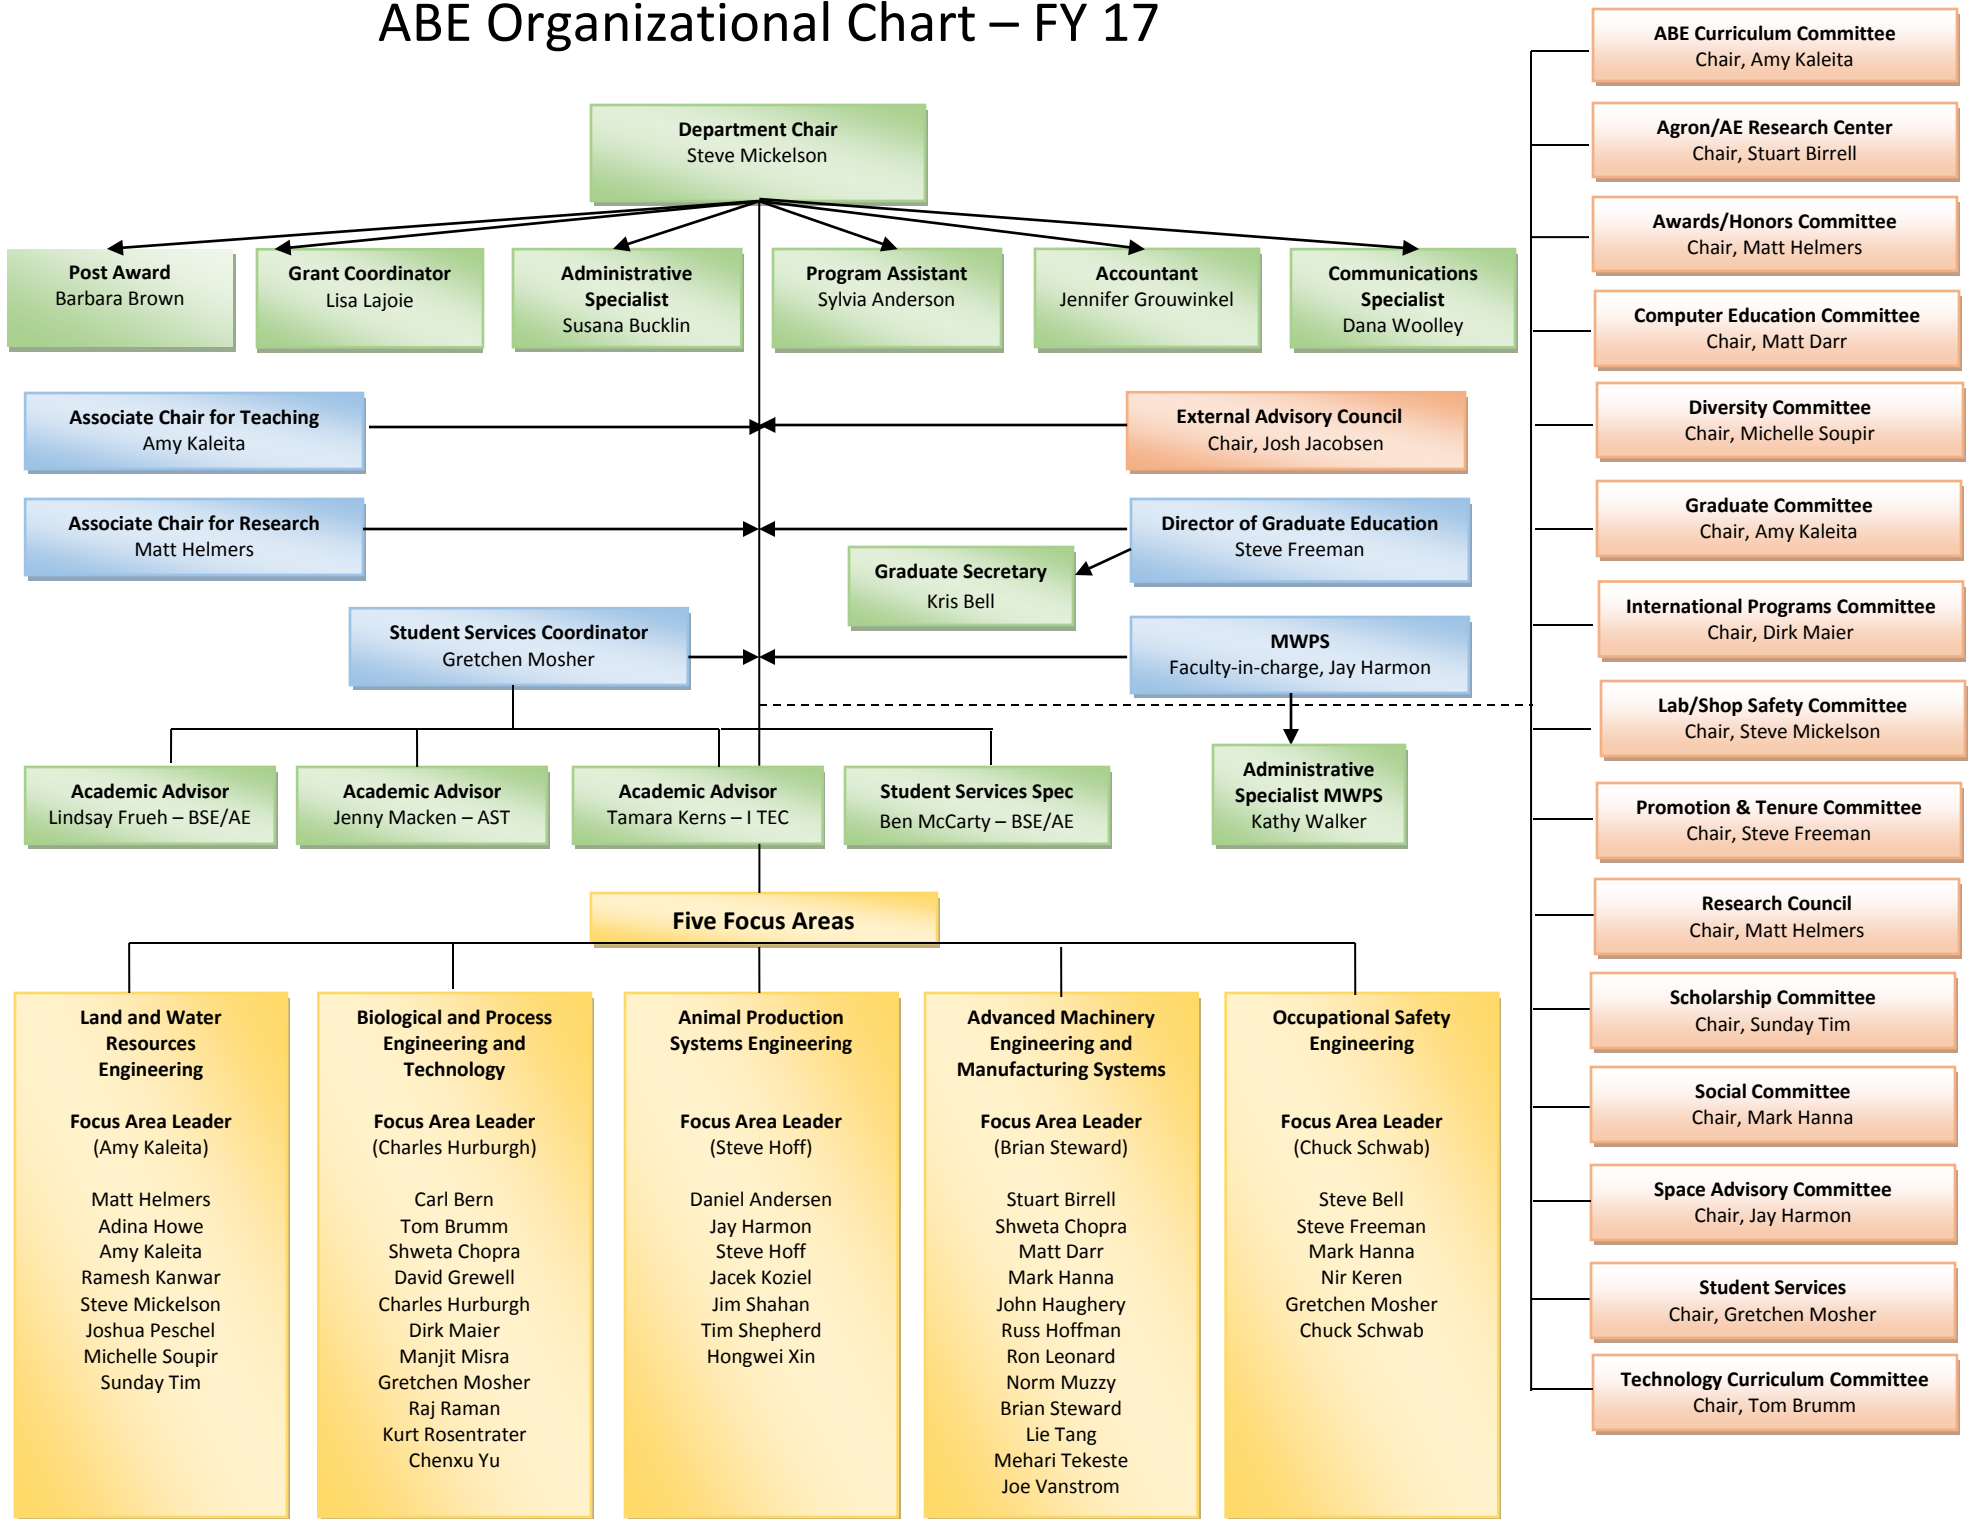 ABE Organizational Chart – FY 17
Department Chair
Steve Mickelson
Post Award
Barbara Brown
Grant Coordinator
Lisa Lajoie
Administrative
Specialist
Susana Bucklin
Program Assistant
Sylvia Anderson
Accountant
Jennifer Grouwinkel
Communications
Specialist
Dana Woolley
Associate Chair for Teaching
Amy Kaleita
External Advisory Council
Chair, Josh Jacobsen
Associate Chair for Research
Matt Helmers
Director of Graduate Education
Steve Freeman
Graduate Secretary
Kris Bell
Student Services Coordinator
Gretchen Mosher
MWPS
Faculty-in-charge, Jay Harmon
Academic Advisor
Lindsay Frueh – BSE/AE
Academic Advisor
Jenny Macken – AST
Academic Advisor
Tamara Kerns – I TEC
Student Services Spec
Ben McCarty – BSE/AE
Administrative
Specialist MWPS
Kathy Walker
Five Focus Areas
Land and Water
Resources
Engineering
Focus Area Leader
(Amy Kaleita)
Matt Helmers
Adina Howe
Amy Kaleita
Ramesh Kanwar
Steve Mickelson
Joshua Peschel
Michelle Soupir
Sunday Tim
Biological and Process
Engineering and
Technology
Focus Area Leader
(Charles Hurburgh)
Carl Bern
Tom Brumm
Shweta Chopra
David Grewell
Charles Hurburgh
Dirk Maier
Manjit Misra
Gretchen Mosher
Raj Raman
Kurt Rosentrater
Chenxu Yu
Animal Production
Systems Engineering
Focus Area Leader
(Steve Hoff)
Daniel Andersen
Jay Harmon
Steve Hoff
Jacek Koziel
Jim Shahan
Tim Shepherd
Hongwei Xin
Advanced Machinery
Engineering and
Manufacturing Systems
Focus Area Leader
(Brian Steward)
Stuart Birrell
Shweta Chopra
Matt Darr
Mark Hanna
John Haughery
Russ Hoffman
Ron Leonard
Norm Muzzy
Brian Steward
Lie Tang
Mehari Tekeste
Joe Vanstrom
Occupational Safety
Engineering
Focus Area Leader
(Chuck Schwab)
Steve Bell
Steve Freeman
Mark Hanna
Nir Keren
Gretchen Mosher
Chuck Schwab
ABE Curriculum Committee
Chair, Amy Kaleita
Agron/AE Research Center
Chair, Stuart Birrell
Awards/Honors Committee
Chair, Matt Helmers
Computer Education Committee
Chair, Matt Darr
Diversity Committee
Chair, Michelle Soupir
Graduate Committee
Chair, Amy Kaleita
International Programs Committee
Chair, Dirk Maier
Lab/Shop Safety Committee
Chair, Steve Mickelson
Promotion & Tenure Committee
Chair, Steve Freeman
Research Council
Chair, Matt Helmers
Scholarship Committee
Chair, Sunday Tim
Social Committee
Chair, Mark Hanna
Space Advisory Committee
Chair, Jay Harmon
Student Services
Chair, Gretchen Mosher
Technology Curriculum Committee
Chair, Tom Brumm